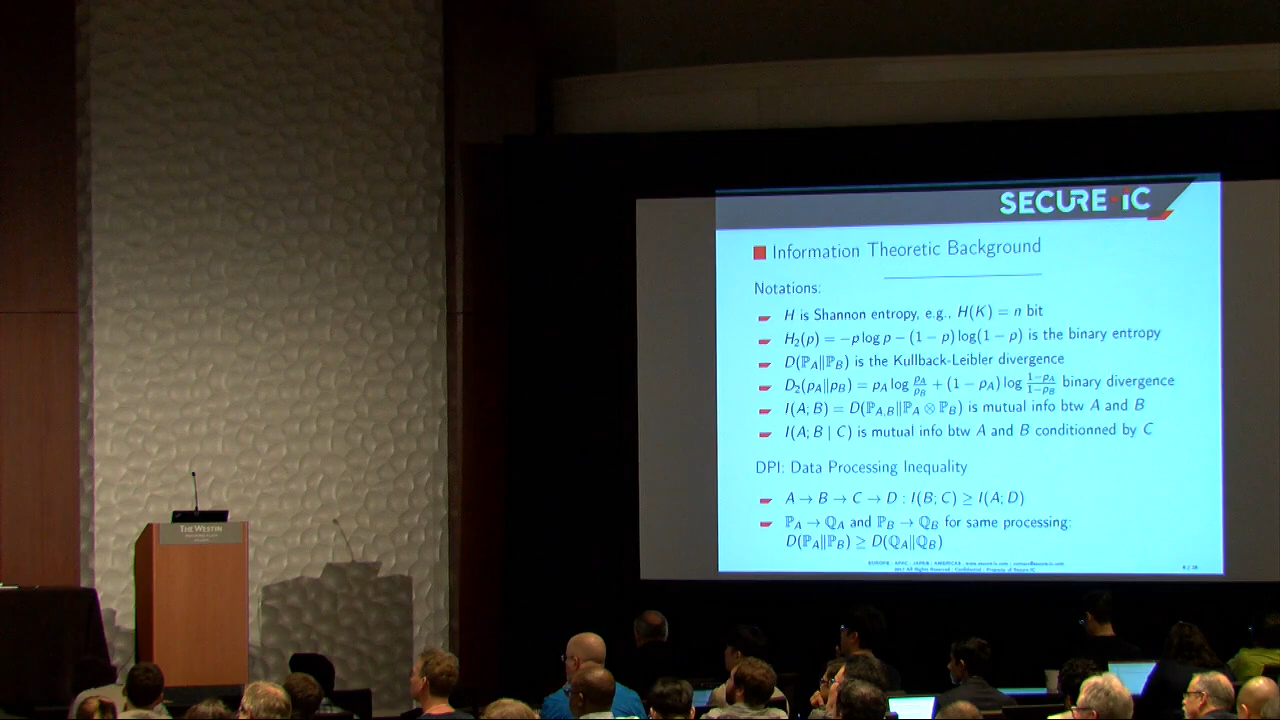 SECURE-iC
Information Theoretic Background
Notations:
H is Shannon entropy, e.g., H(K) = n bit
H₂(p) = −p log p − (1 − p) log(1 − p) is the binary entropy
D(ℙ_A‖ℙ_B) is the Kullback-Leibler divergence
D₂(p_A‖p_B) = p_A log p_A/p_B + (1 − p_A) log 1−p_A/1−p_B binary divergence
I(A; B) = D(ℙ_{A,B}‖ℙ_A ⊗ ℙ_B) is mutual info btw A and B
I(A; B | C) is mutual info btw A and B conditionned by C
DPI: Data Processing Inequality
A → B → C → D : I(B; C) ≥ I(A; D)
ℙ_A → ℚ_A and ℙ_B → ℚ_B for same processing:
D(ℙ_A‖ℙ_B) ≥ D(ℚ_A‖ℚ_B)
THE WESTIN